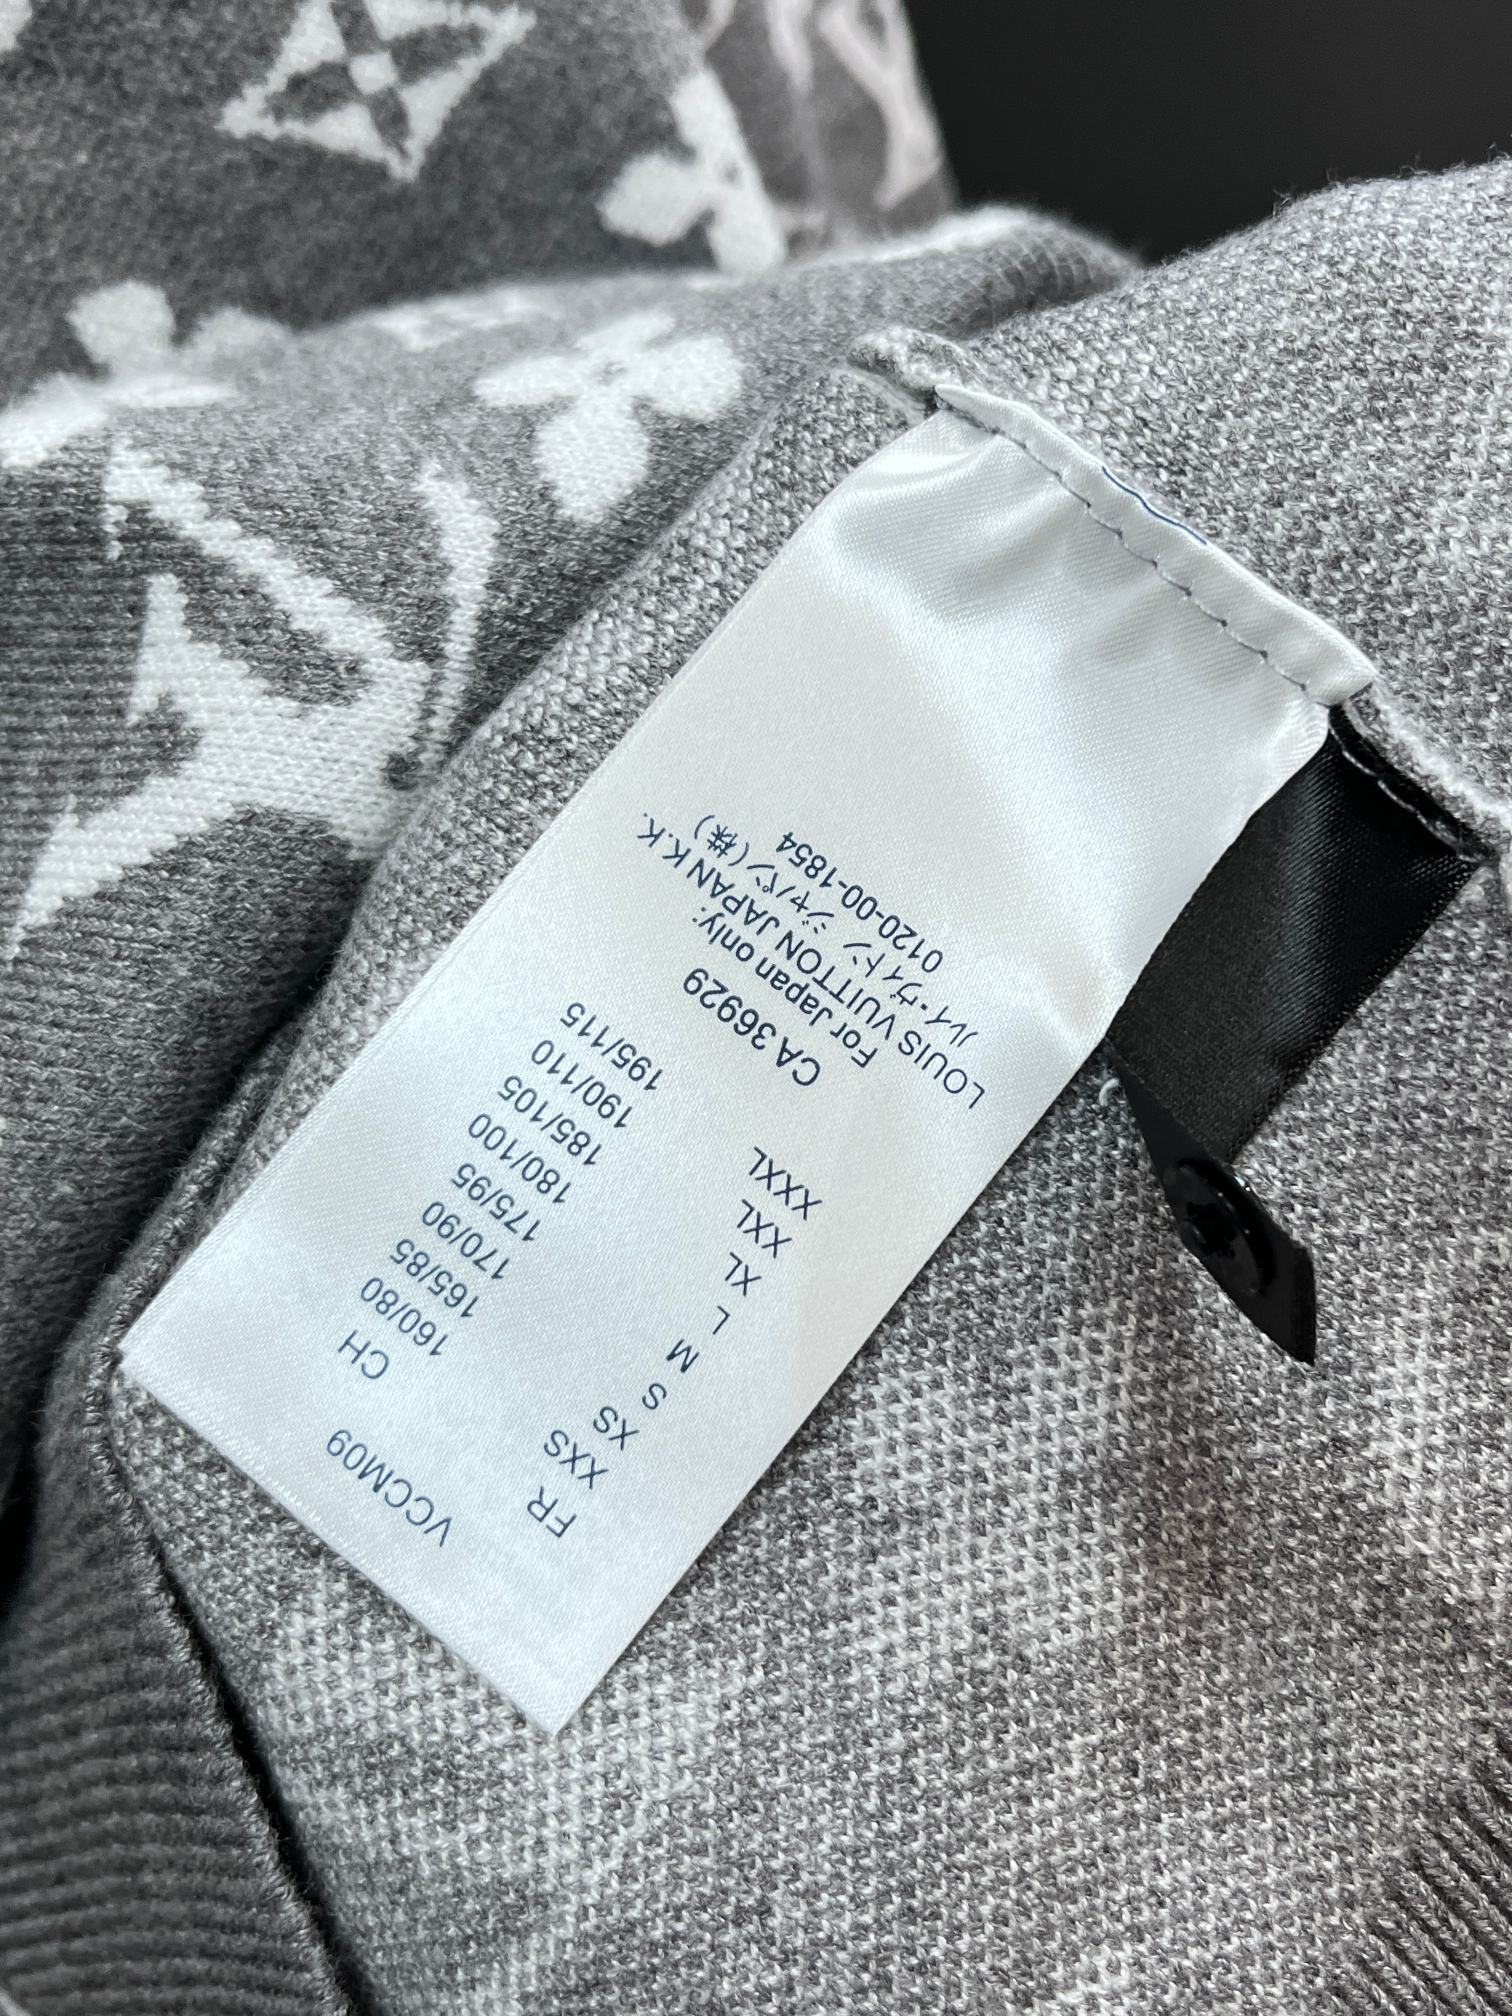 VCCM09
FR CH
XXS 160/80
XS 165/85
S 170/90
M 175/95
L 180/100
XL 185/105
XXL 190/110
XXXL 195/115
CA 36929
For Japan only:
LOUIS VUITTON JAPAN K.K.
ルイ・ヴィトン ジャパン(株)
0120-00-1854